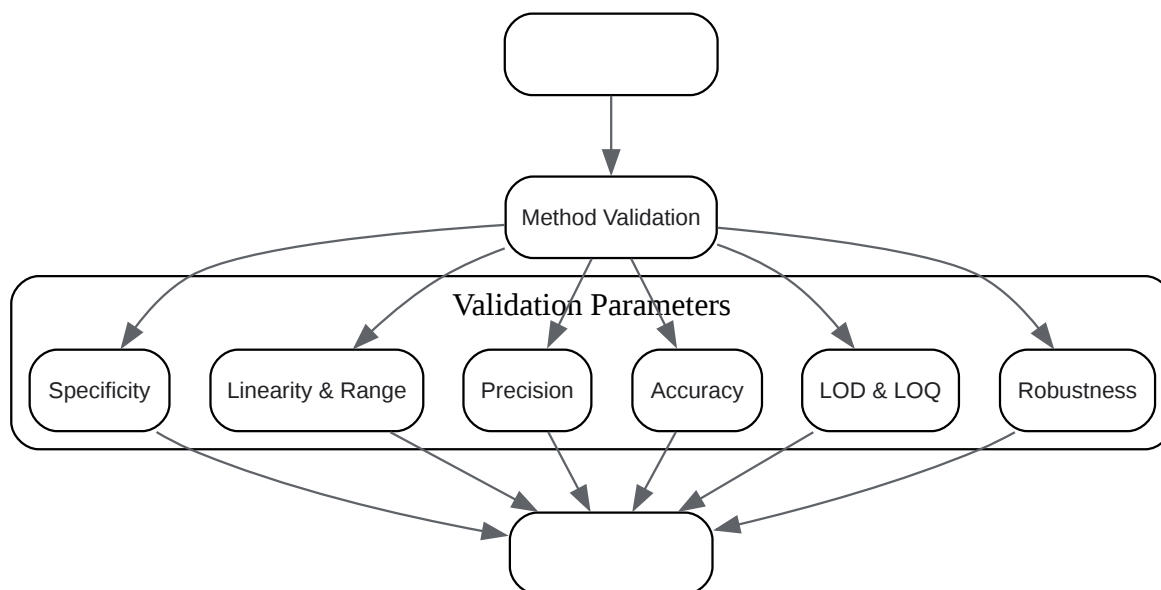 Method Validation
Validation Parameters
Specificity
Linearity & Range
Precision
Accuracy
LOD & LOQ
Robustness